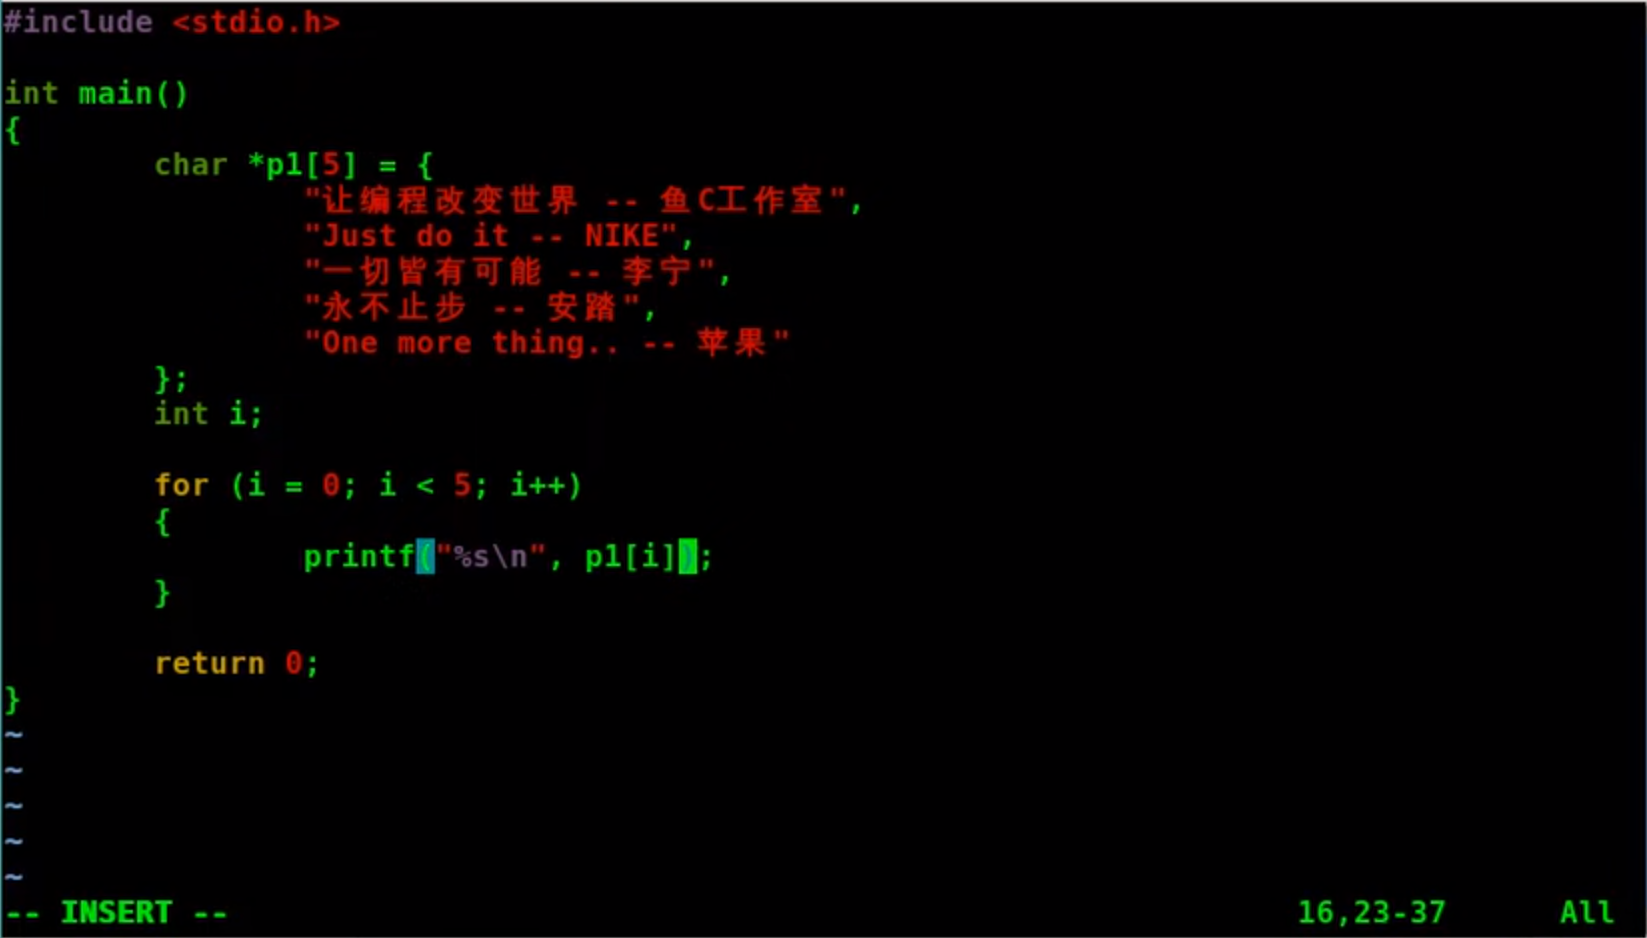 #include <stdio.h>
int main()
{
char *p1[5] = {
"让编程改变世界 -- 鱼C工作室",
"Just do it -- NIKE",
"一切皆有可能 -- 李宁",
"永不止步 -- 安踏",
"One more thing.. -- 苹果"
};
int i;
for (i = 0; i < 5; i++)
{
printf("%s\n", p1[i]);
}
return 0;
}
~
~
~
~
~
-- INSERT -- 16,23-37 All